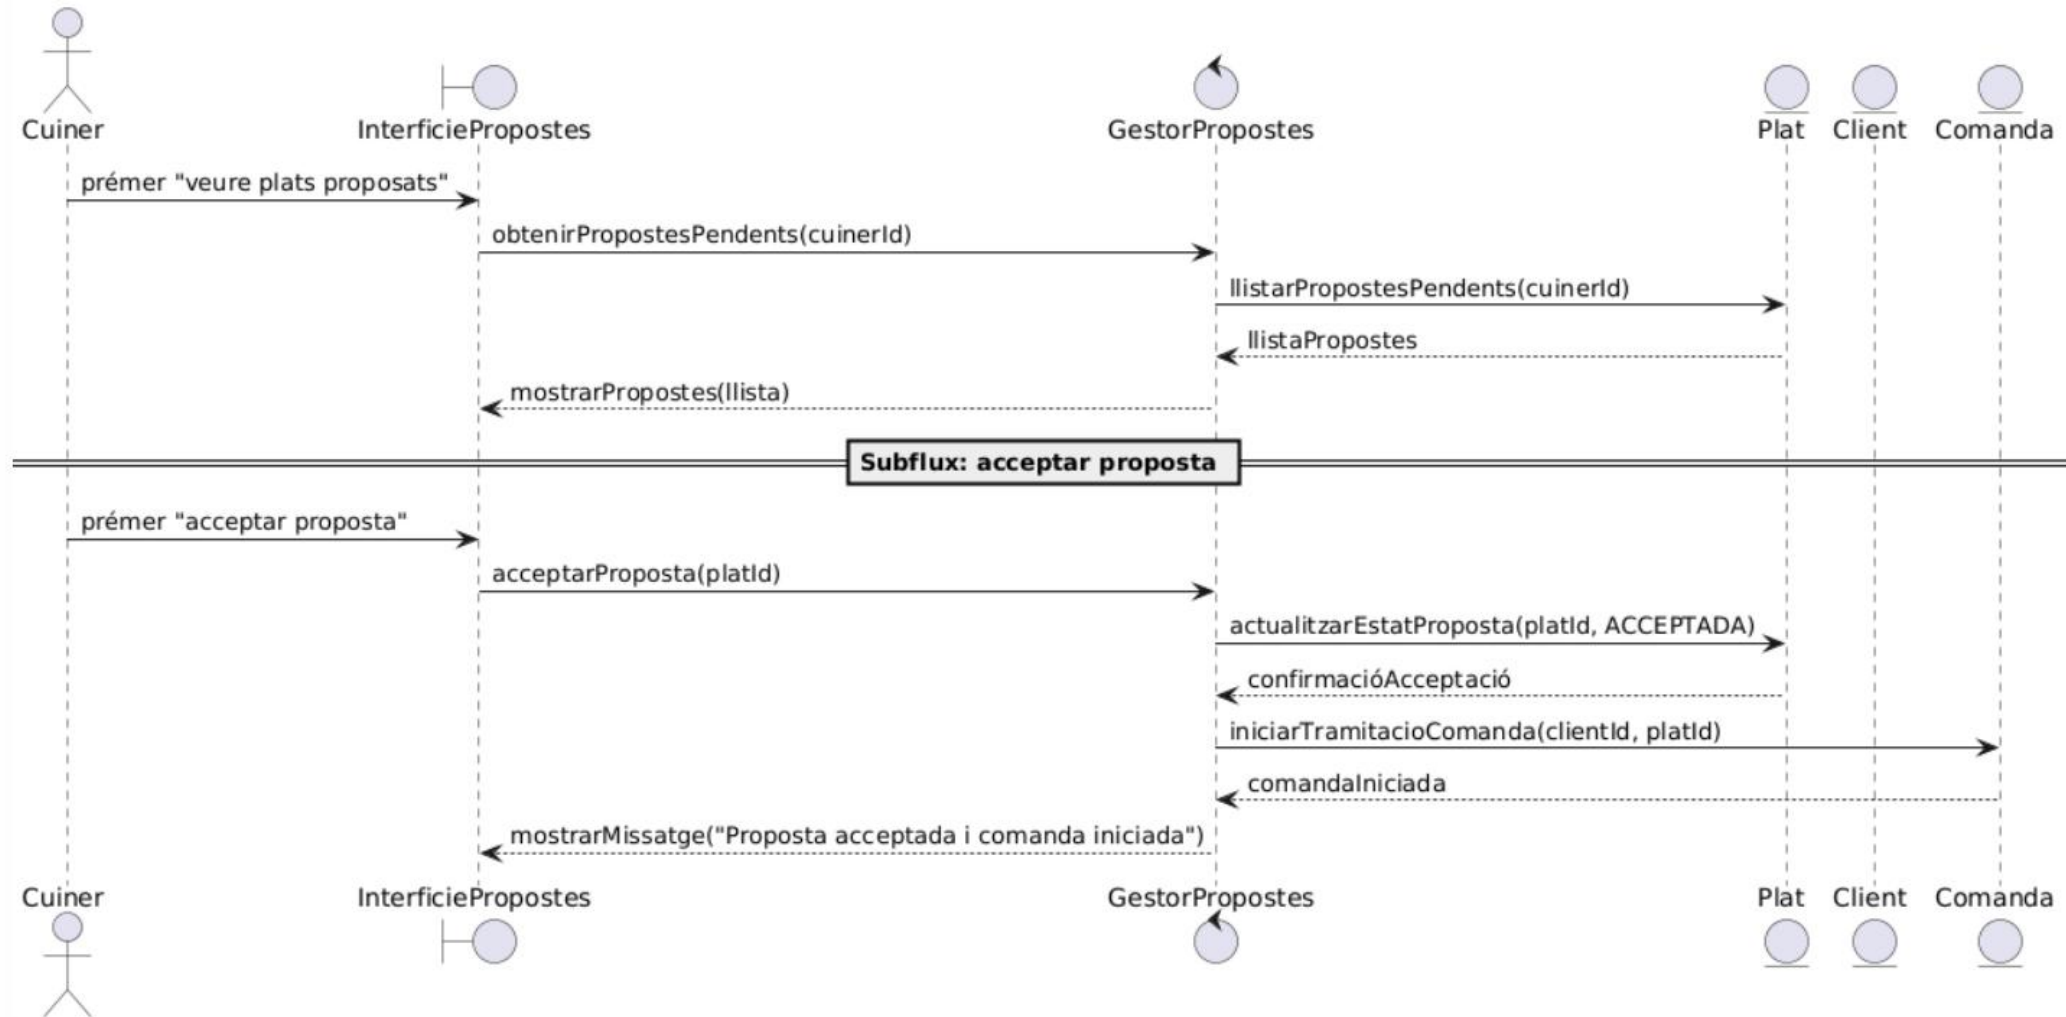 Cuiner InterficiePropostes GestorPropostes Plat Client Comanda
prémer "veure plats proposats"
obtenirPropostesPendents(cuinerId)
llistarPropostesPendents(cuinerId)
llistaPropostes
mostrarPropostes(llista)
Subflux: acceptar proposta
prémer "acceptar proposta"
acceptarProposta(platId)
actualitzarEstatProposta(platId, ACCEPTADA)
confirmacióAcceptació
iniciarTramitacioComanda(clientId, platId)
comandaIniciada
mostrarMissatge("Proposta acceptada i comanda iniciada")
Cuiner InterficiePropostes GestorPropostes Plat Client Comanda